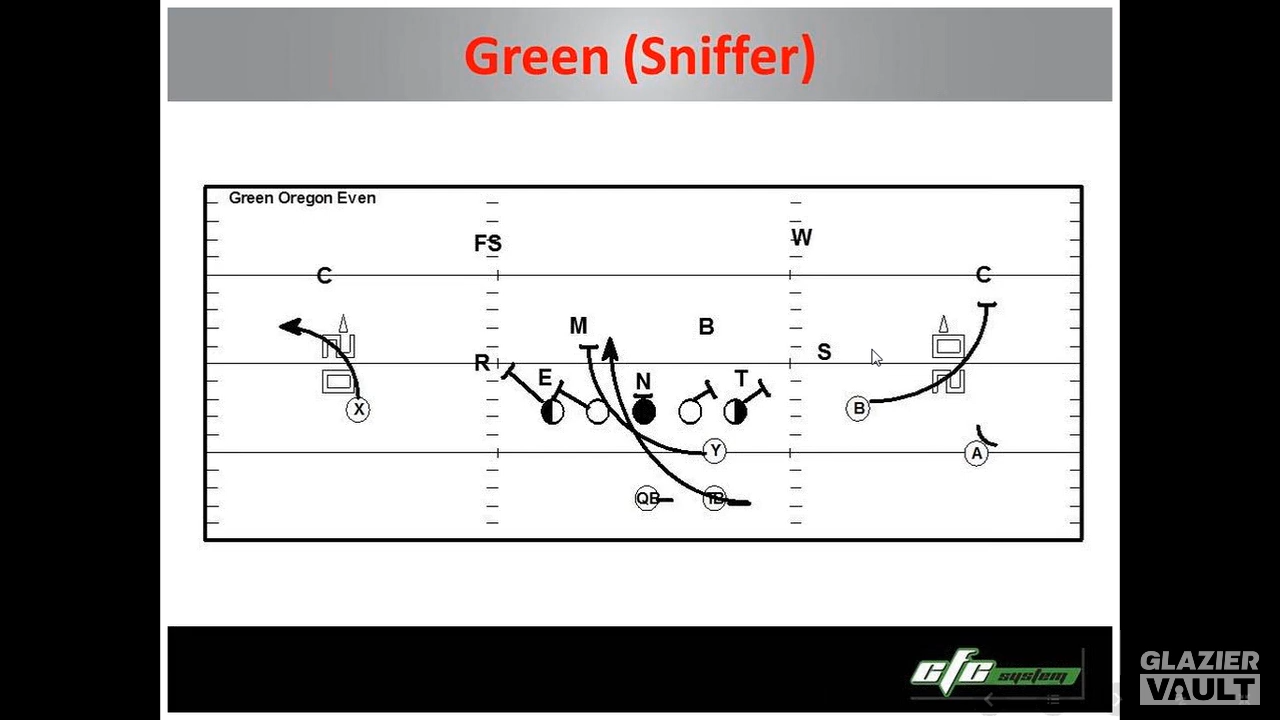 Green (Sniffer)
Green Oregon Even
FS
W
C
C
M
B
S
R
E
N
T
X
B
Y
A
QB
TB
cfc system
GLAZIER
VAULT